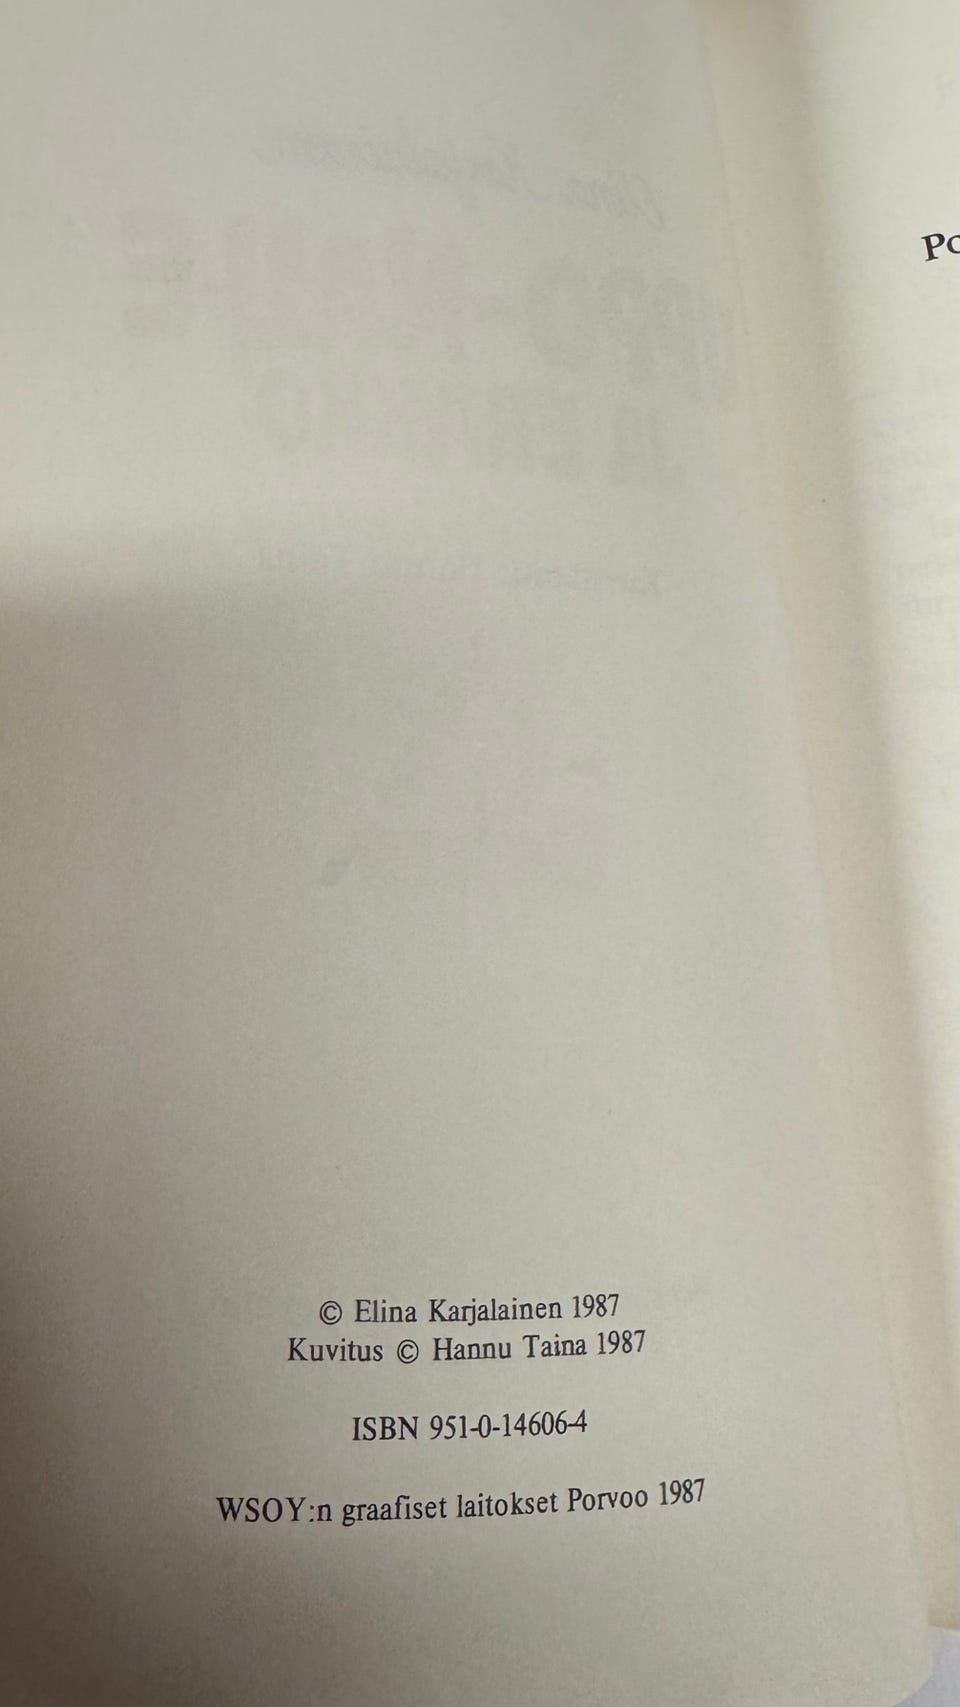 © Elina Karjalainen 1987
Kuvitus © Hannu Taina 1987
ISBN 951-0-14606-4
WSOY:n graafiset laitokset Porvoo 1987